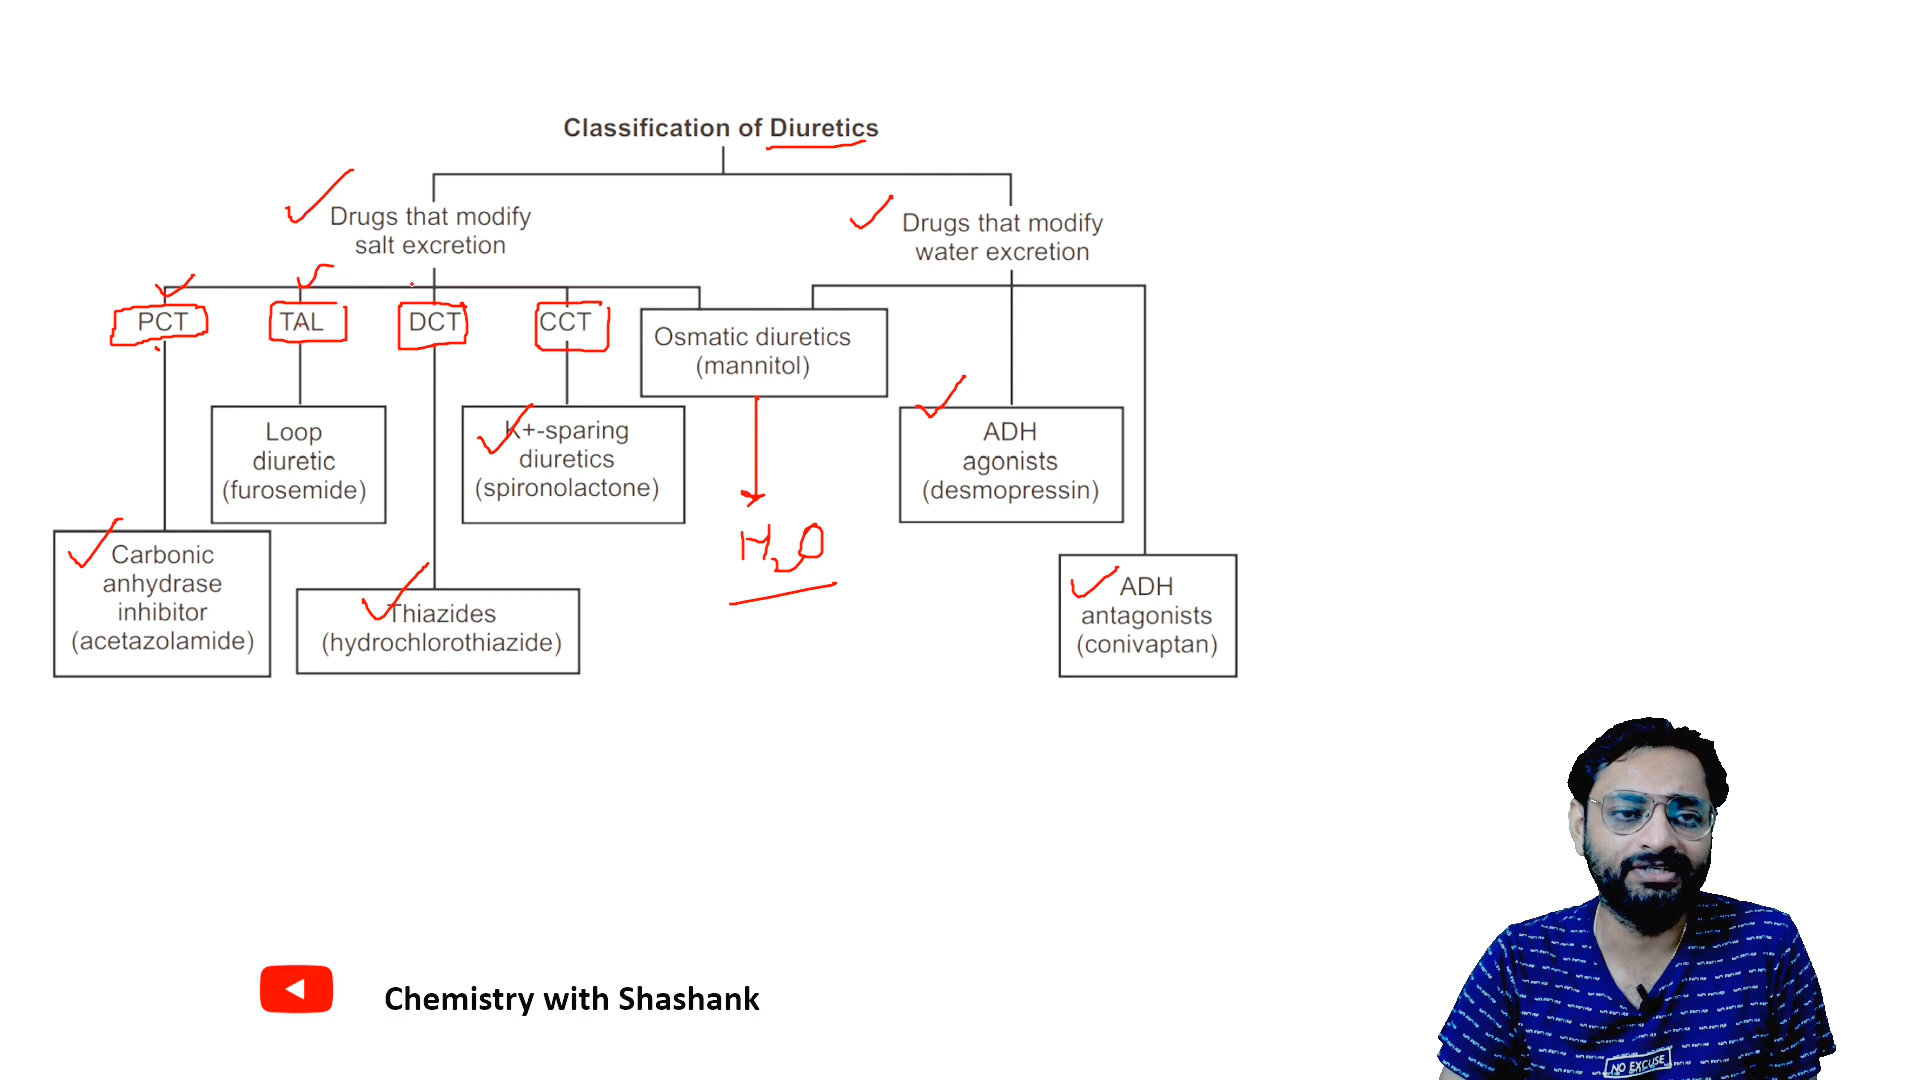 Classification of Diuretics
Drugs that modify
salt excretion
Drugs that modify
water excretion
PCT
TAL
DCT
CCT
Osmatic diuretics
(mannitol)
Loop
diuretic
(furosemide)
K+-sparing
diuretics
(spironolactone)
ADH
agonists
(desmopressin)
H2O
Carbonic
anhydrase
inhibitor
(acetazolamide)
Thiazides
(hydrochlorothiazide)
ADH
antagonists
(conivaptan)
Chemistry with Shashank
NO EXCUSE